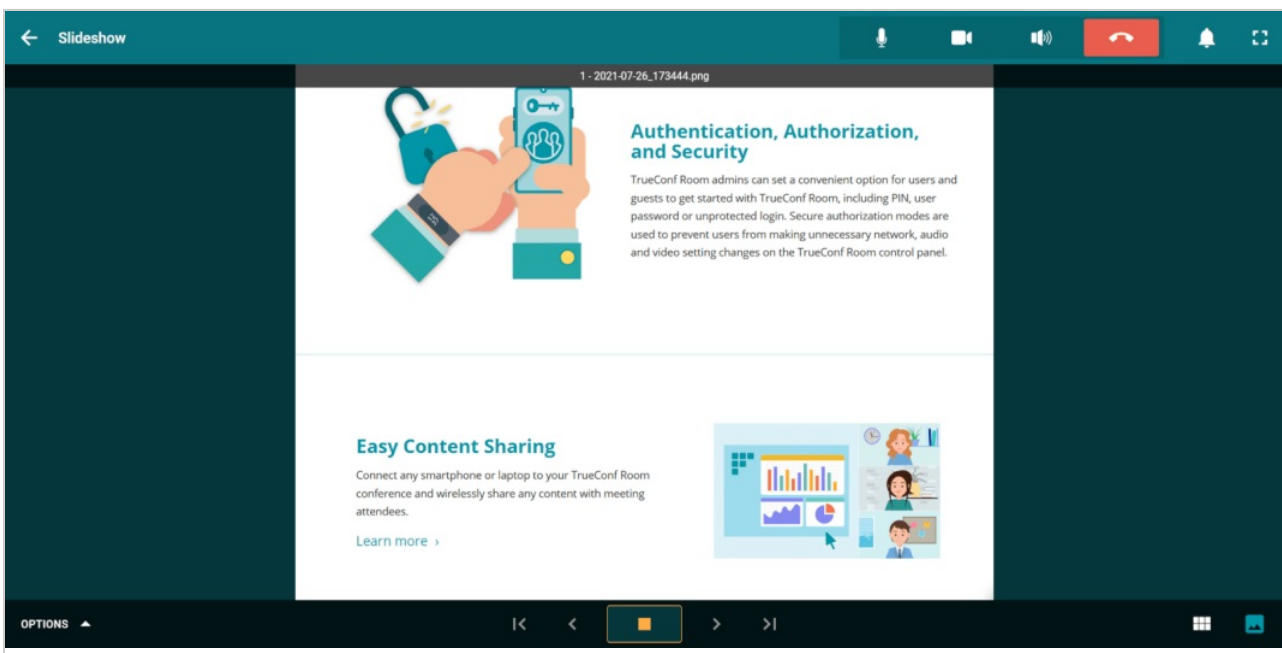 Slideshow
1 - 2021-07-26_173444.png
Authentication, Authorization,
and Security
TrueConf Room admins can set a convenient option for users and
guests to get started with TrueConf Room, including PIN, user
password or unprotected login. Secure authorization modes are
used to prevent users from making unnecessary network, audio
and video setting changes on the TrueConf Room control panel.
Easy Content Sharing
Connect any smartphone or laptop to your TrueConf Room
conference and wirelessly share any content with meeting
attendees.
Learn more ›
OPTIONS